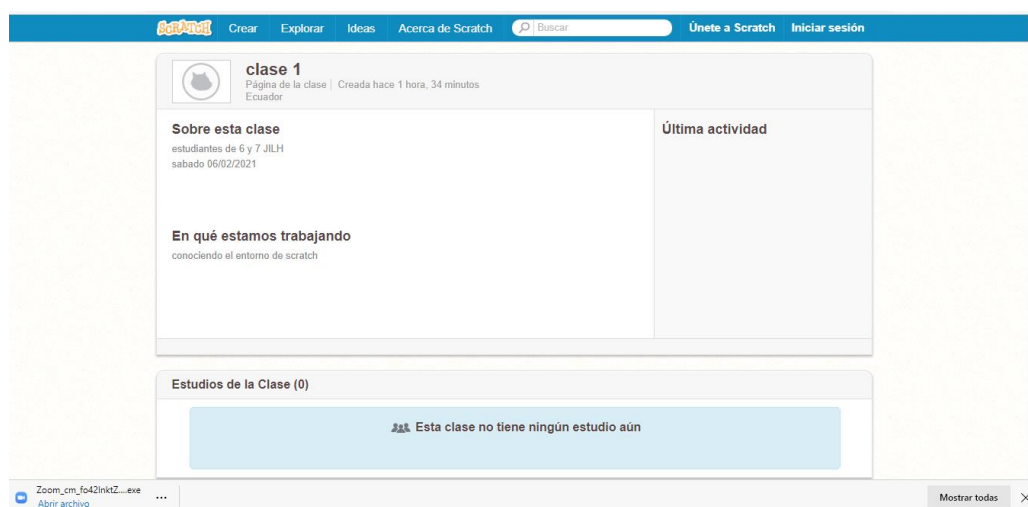 SCRATCH Crear Explorar Ideas Acerca de Scratch Buscar Únete a Scratch Iniciar sesión
clase 1
Página de la clase | Creada hace 1 hora, 34 minutos
Ecuador
Sobre esta clase
estudiantes de 6 y 7 JILH
sabado 06/02/2021
En qué estamos trabajando
conociendo el entorno de scratch
Última actividad
Estudios de la Clase (0)
Esta clase no tiene ningún estudio aún
Zoom_cm_fo42lnktZ....exe ...
Abrir archivo
Mostrar todas